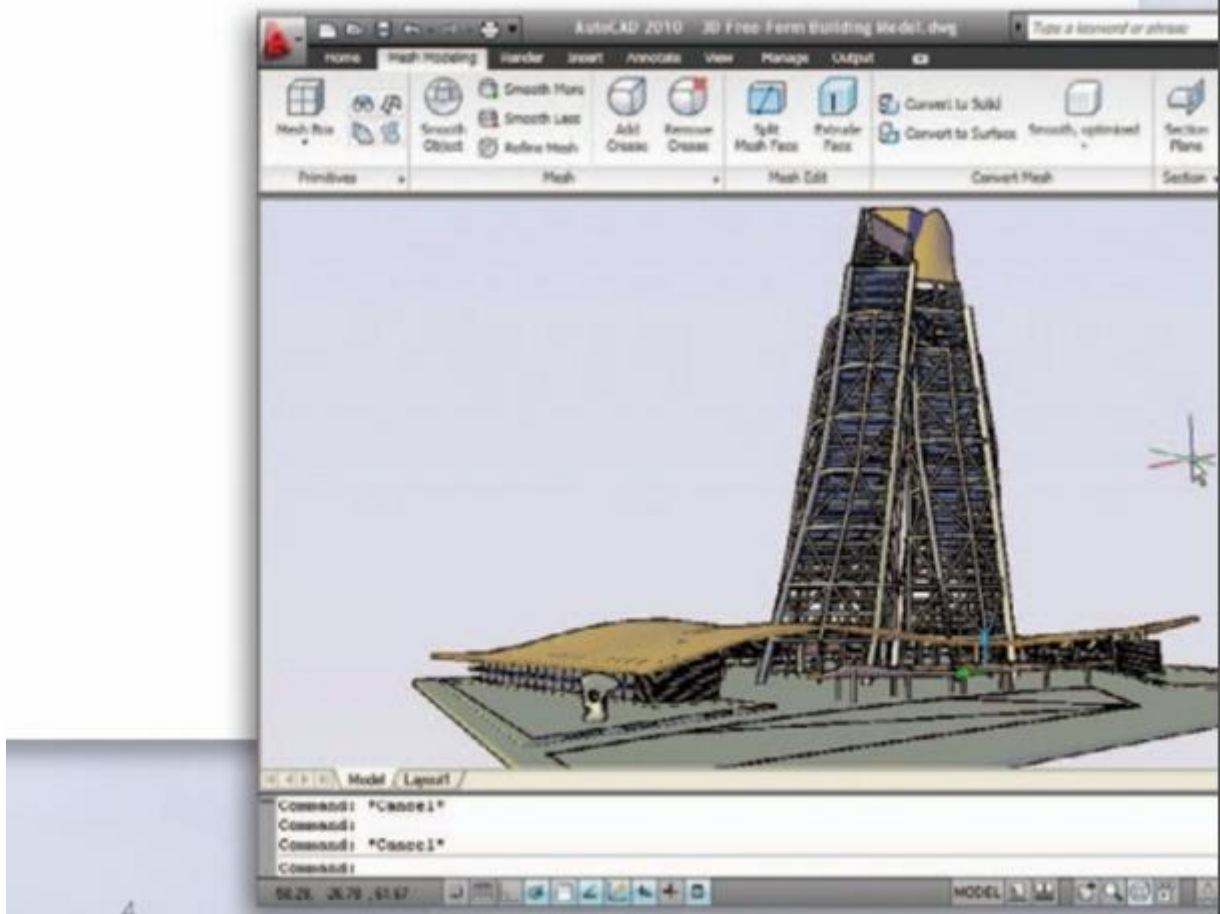 AutoCAD 2010 3D Free-Form Building Model.dwg
Type a keyword or phrase
Home Mesh Modeling Render Insert Annotate View Manage Output
Mesh Box
Smooth Object
Smooth More
Smooth Less
Refine Mesh
Add Crease
Remove Crease
Split Mesh Face
Extrude Face
Convert to Solid
Convert to Surface
Smooth, optimized
Section Plane
Primitives Mesh Mesh Edit Convert Mesh Section
Model Layout1
Command: *Cancel*
Command:
Command: *Cancel*
Command:
MODEL